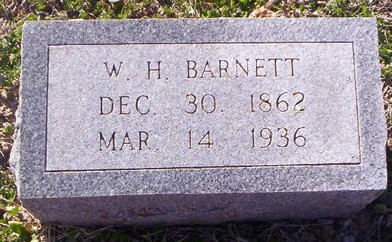 W. H. BARNETT
DEC. 30. 1862
MAR. 14 1936